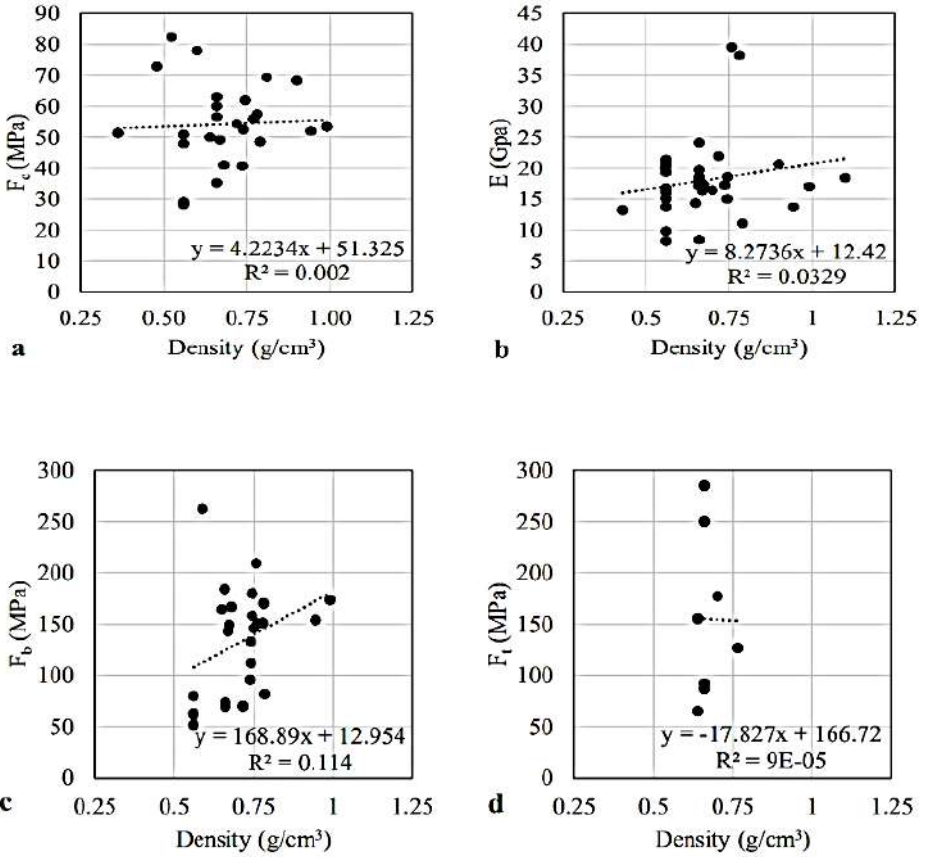 90
80
70
60
50
40
30
20
10
0
F_c (MPa)
y = 4.2234x + 51.325
R² = 0.002
0.25 0.50 0.75 1.00 1.25
a Density (g/cm³)
45
40
35
30
25
20
15
10
5
0
E (Gpa)
y = 8.2736x + 12.42
R² = 0.0329
0.25 0.5 0.75 1 1.25
b Density (g/cm³)
300
250
200
150
100
50
0
F_b (MPa)
y = 168.89x + 12.954
R² = 0.114
0.25 0.5 0.75 1 1.25
c Density (g/cm³)
300
250
200
150
100
50
0
F_t (MPa)
y = -17.827x + 166.72
R² = 9E-05
0.25 0.5 0.75 1 1.25
d Density (g/cm³)